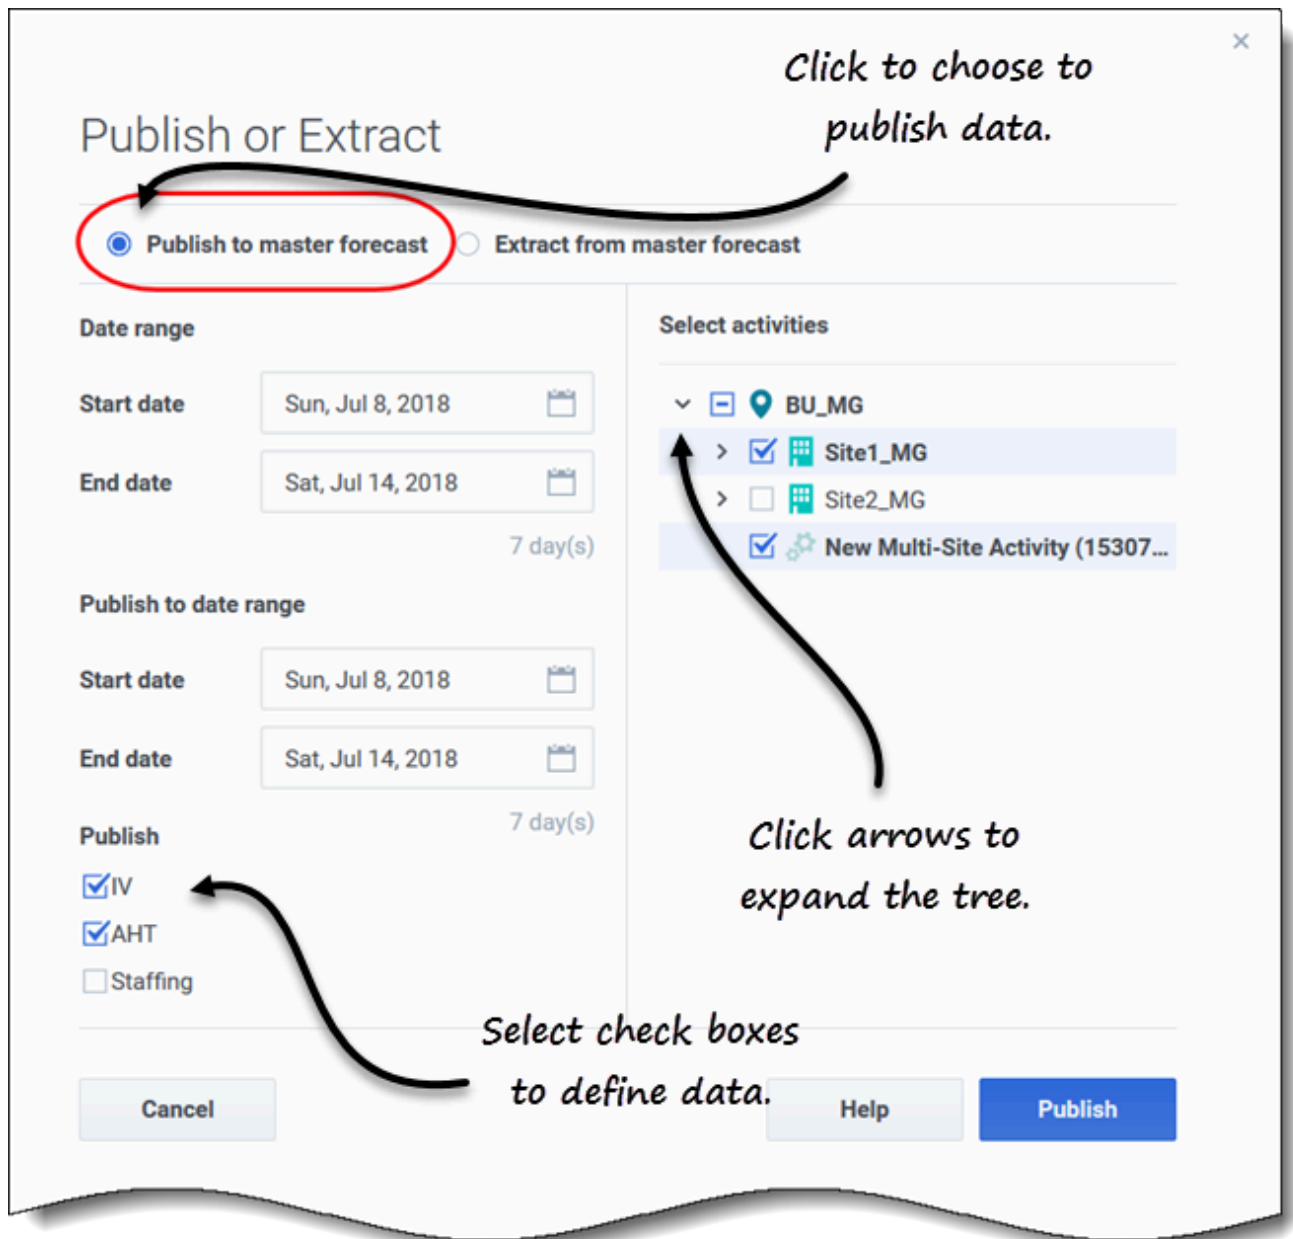 Click to choose to
publish data.
Publish or Extract
Publish to master forecast
Extract from master forecast
Date range
Start date
Sun, Jul 8, 2018
End date
Sat, Jul 14, 2018
7 day(s)
Publish to date range
Start date
Sun, Jul 8, 2018
End date
Sat, Jul 14, 2018
7 day(s)
Publish
IV
AHT
Staffing
Select activities
BU_MG
Site1_MG
Site2_MG
New Multi-Site Activity (15307...
Click arrows to
expand the tree.
Select check boxes
to define data.
Cancel
Help
Publish